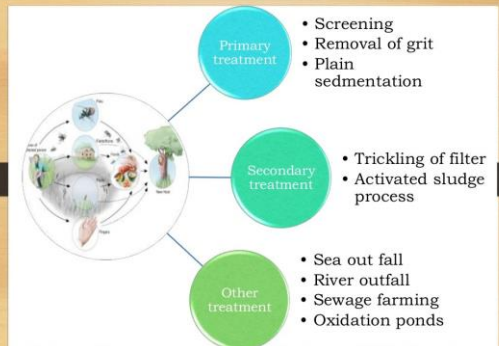 Primary
treatment
• Screening
• Removal of grit
• Plain
sedimentation
Secondary
treatment
• Trickling of filter
• Activated sludge
process
Other
treatment
• Sea out fall
• River outfall
• Sewage farming
• Oxidation ponds